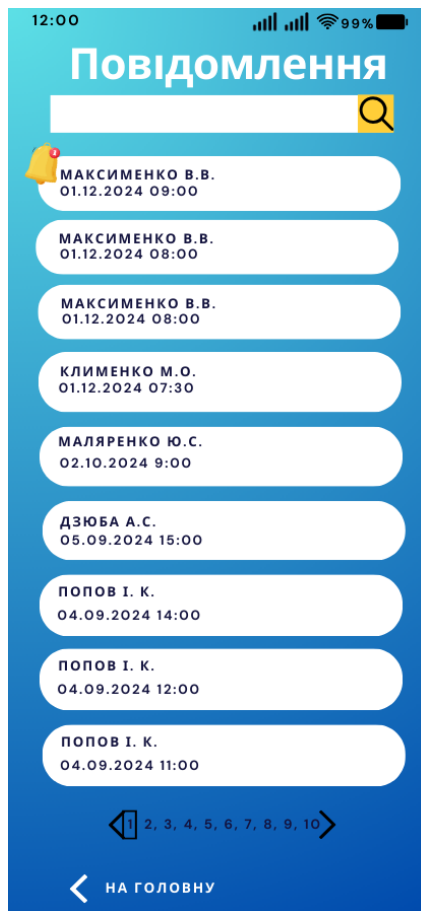 12:00
99%
Повідомлення
МАКСИМЕНКО В.В.
01.12.2024 09:00
МАКСИМЕНКО В.В.
01.12.2024 08:00
МАКСИМЕНКО В.В.
01.12.2024 08:00
КЛИМЕНКО М.О.
01.12.2024 07:30
МАЛЯРЕНКО Ю.С.
02.10.2024 9:00
ДЗЮБА А.С.
05.09.2024 15:00
ПОПОВ І. К.
04.09.2024 14:00
ПОПОВ І. К.
04.09.2024 12:00
ПОПОВ І. К.
04.09.2024 11:00
1 2, 3, 4, 5, 6, 7, 8, 9, 10
НА ГОЛОВНУ